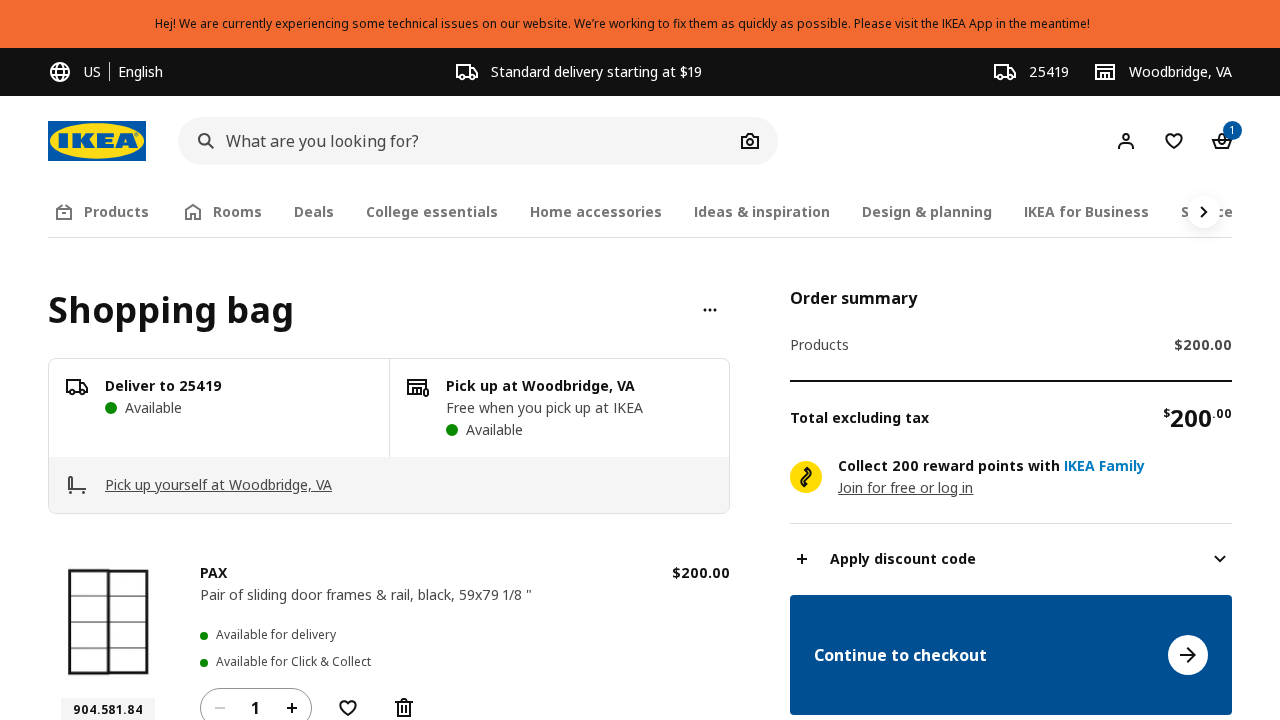 Hej! We are currently experiencing some technical issues on our website. We’re working to fix them as quickly as possible. Please visit the IKEA App in the meantime!
US English
Standard delivery starting at $19
25419
Woodbridge, VA
IKEA
What are you looking for?
1
Products
Rooms
Deals
College essentials
Home accessories
Ideas & inspiration
Design & planning
IKEA for Business
Shopping bag
Deliver to 25419
Available
Pick up at Woodbridge, VA
Free when you pick up at IKEA
Available
Pick up yourself at Woodbridge, VA
PAX
$200.00
Pair of sliding door frames & rail, black, 59x79 1/8 "
Available for delivery
Available for Click & Collect
904.581.84
1
Order summary
Products $200.00
Total excluding tax $200.00
Collect 200 reward points with IKEA Family
Join for free or log in
Apply discount code
Continue to checkout